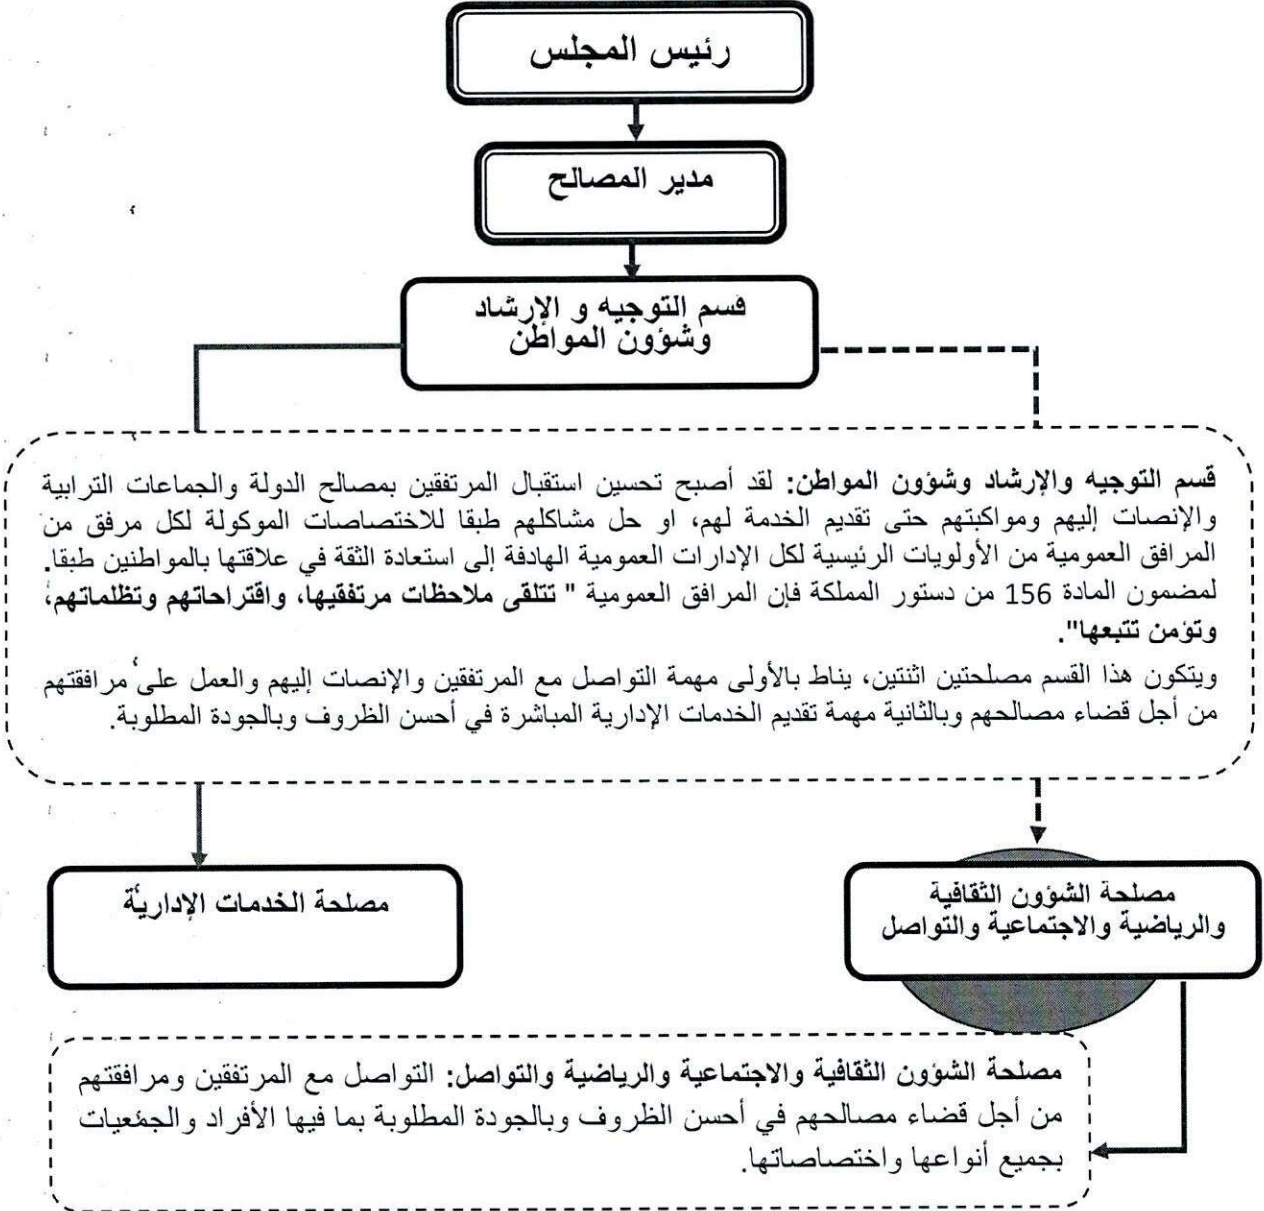 رئيس المجلس
مدير المصالح
قسم التوجيه و الإرشاد
وشؤون المواطن
قسم التوجيه والإرشاد وشؤون المواطن: لقد أصبح تحسين استقبال المرتفقين بمصالح الدولة والجماعات الترابية
والإنصات إليهم ومواكبتهم حتى تقديم الخدمة لهم، او حل مشاكلهم طبقا للاختصاصات الموكولة لكل مرفق من
المرافق العمومية من الأولويات الرئيسية لكل الإدارات العمومية الهادفة إلى استعادة الثقة في علاقتها بالمواطنين طبقا.
لمضمون المادة 156 من دستور المملكة فإن المرافق العمومية " تتلقى ملاحظات مرتفقيها، واقتراحاتهم وتظلماتهم،
وتؤمن تتبعها".
ويتكون هذا القسم مصلحتين اثنتين، يناط بالأولى مهمة التواصل مع المرتفقين والإنصات إليهم والعمل على مرافقتهم
من أجل قضاء مصالحهم وبالثانية مهمة تقديم الخدمات الإدارية المباشرة في أحسن الظروف وبالجودة المطلوبة.
مصلحة الشؤون الثقافية
والرياضية والاجتماعية والتواصل
مصلحة الخدمات الإدارية
مصلحة الشؤون الثقافية والاجتماعية والرياضية والتواصل: التواصل مع المرتفقين ومرافقتهم
من أجل قضاء مصالحهم في أحسن الظروف وبالجودة المطلوبة بما فيها الأفراد والجمعيات
بجميع أنواعها واختصاصاتها.